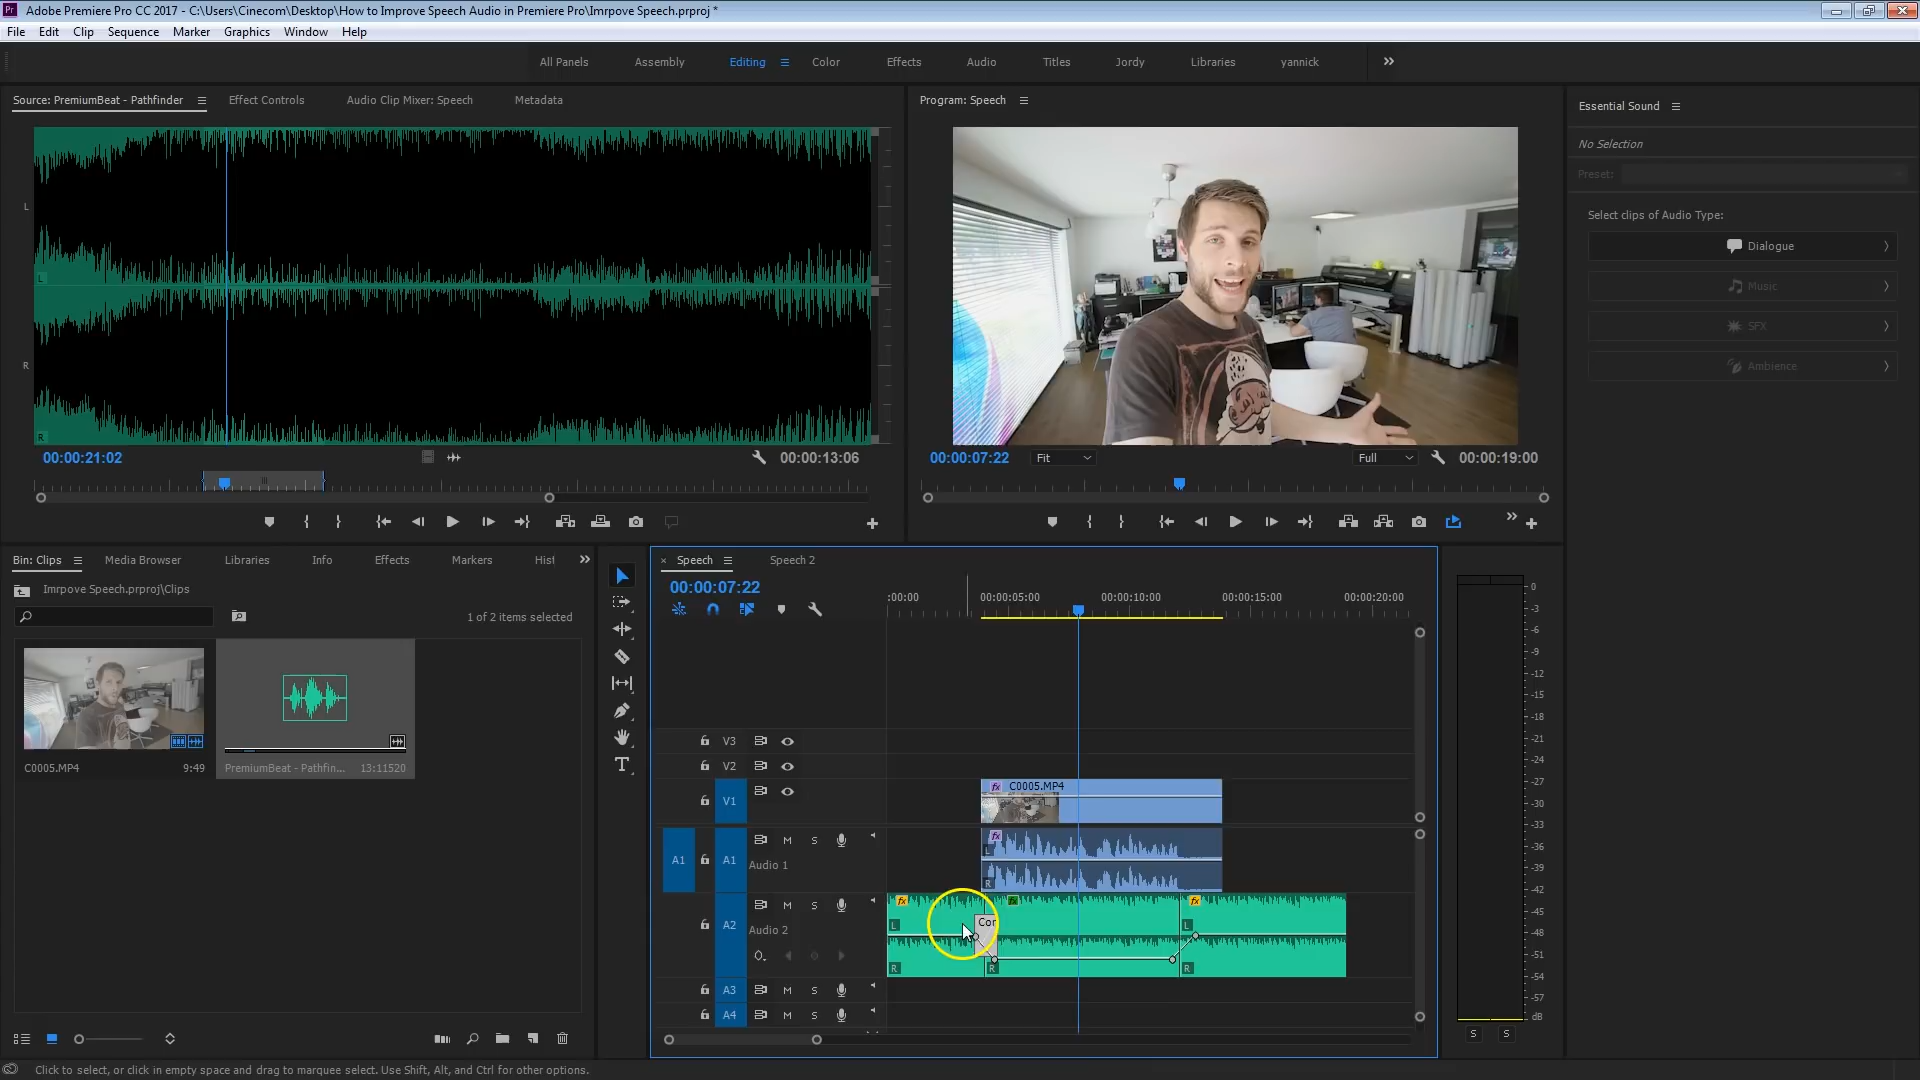 Adobe Premiere Pro CC 2017 - C:\Users\Cinecom\Desktop\How to Improve Speech Audio in Premiere Pro\Imrpove Speech.prproj *
File Edit Clip Sequence Marker Graphics Window Help
All Panels Assembly Editing Color Effects Audio Titles Jordy Libraries yannick
Source: PremiumBeat - Pathfinder Effect Controls Audio Clip Mixer: Speech Metadata
Program: Speech
Essential Sound
No Selection
Preset:
Select clips of Audio Type:
Dialogue
Music
SFX
Ambience
L
L
R
R
00:00:21:02 00:00:13:06
00:00:07:22 Fit Full 00:00:19:00
Bin: Clips Media Browser Libraries Info Effects Markers Hist
Imrpove Speech.prproj\Clips
1 of 2 items selected
C0005.MP4 9:49
PremiumBeat - Pathfin... 13:11520
Speech Speech 2
00:00:07:22
:00:00 00:00:05:00 00:00:10:00 00:00:15:00 00:00:20:00
V3
V2
V1
fx C0005.MP4
A1 A1 M S
Audio 1
fx
L
R
A2 M S
Audio 2
fx fx fx
L Con L
R R R
A3 M S
A4 M S
0
-3
-6
-9
-12
-15
-18
-21
-24
-27
-30
-33
-36
-39
-42
-45
-48
-51
-54
-57
dB
S S
Click to select, or click in empty space and drag to marquee select. Use Shift, Alt, and Ctrl for other options.